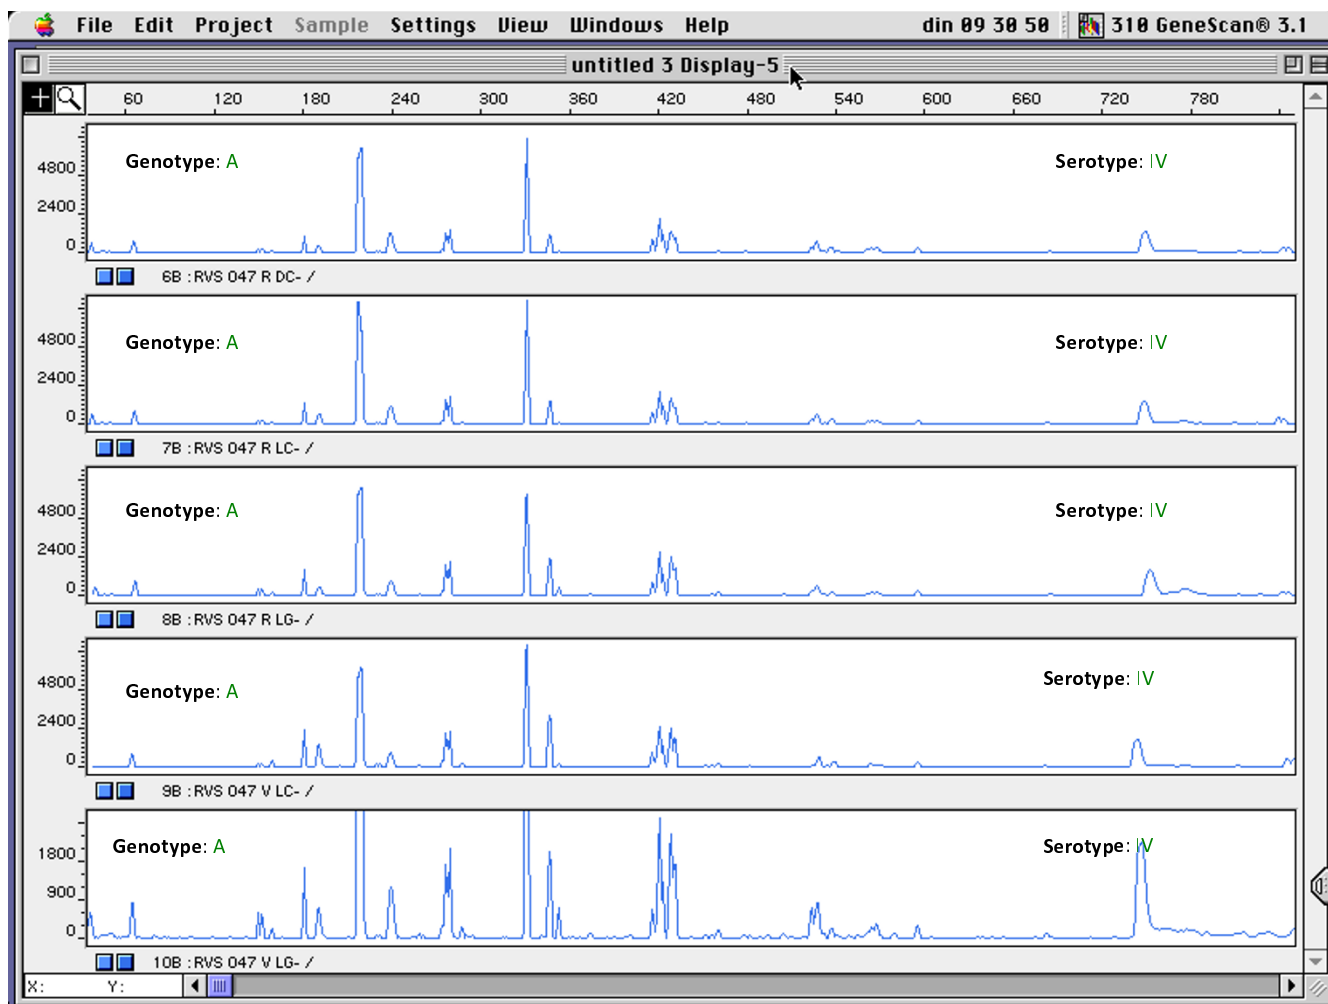 File Edit Project Sample Settings View Windows Help din 09 30 50 310 GeneScan® 3.1
untitled 3 Display-5
60 120 180 240 300 360 420 480 540 600 660 720 780
Genotype: A Serotype: IV
4800
2400
0
6B : RVS 047 R DC- /
Genotype: A Serotype: IV
4800
2400
0
7B : RVS 047 R LC- /
Genotype: A Serotype: IV
4800
2400
0
8B : RVS 047 R LG- /
Genotype: A Serotype: IV
4800
2400
0
9B : RVS 047 V LC- /
Genotype: A Serotype: IV
1800
900
0
10B : RVS 047 V LG- /
X: Y: